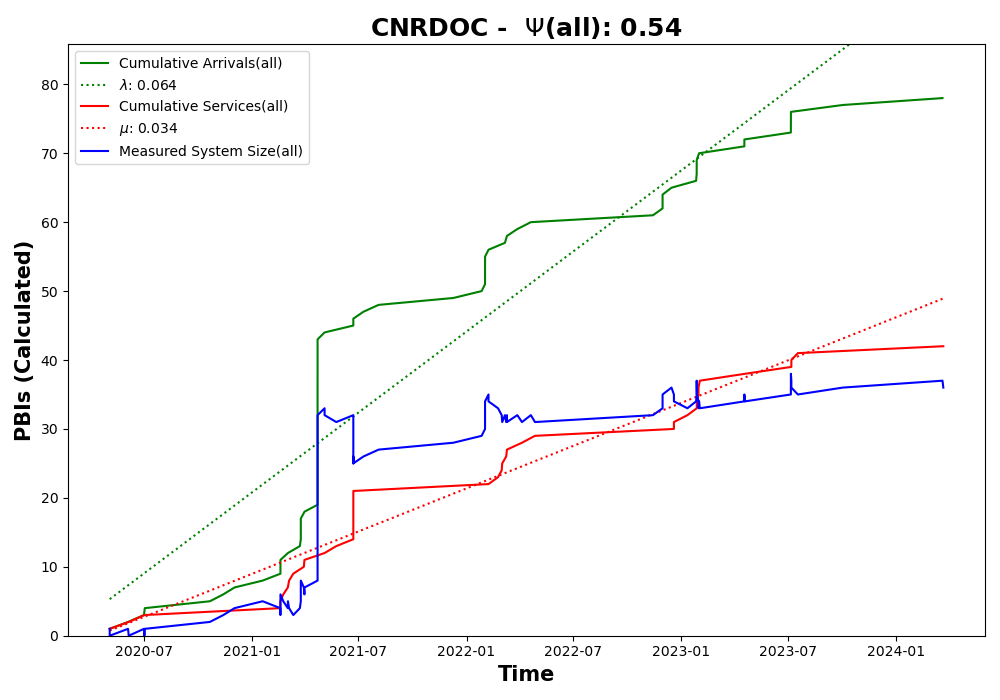 CNRDOC -  Ψ(all): 0.54
Cumulative Arrivals(all)
λ: 0.064
Cumulative Services(all)
μ: 0.034
Measured System Size(all)
PBIs (Calculated)
80
70
60
50
40
30
20
10
0
2020-07 2021-01 2021-07 2022-01 2022-07 2023-01 2023-07 2024-01
Time